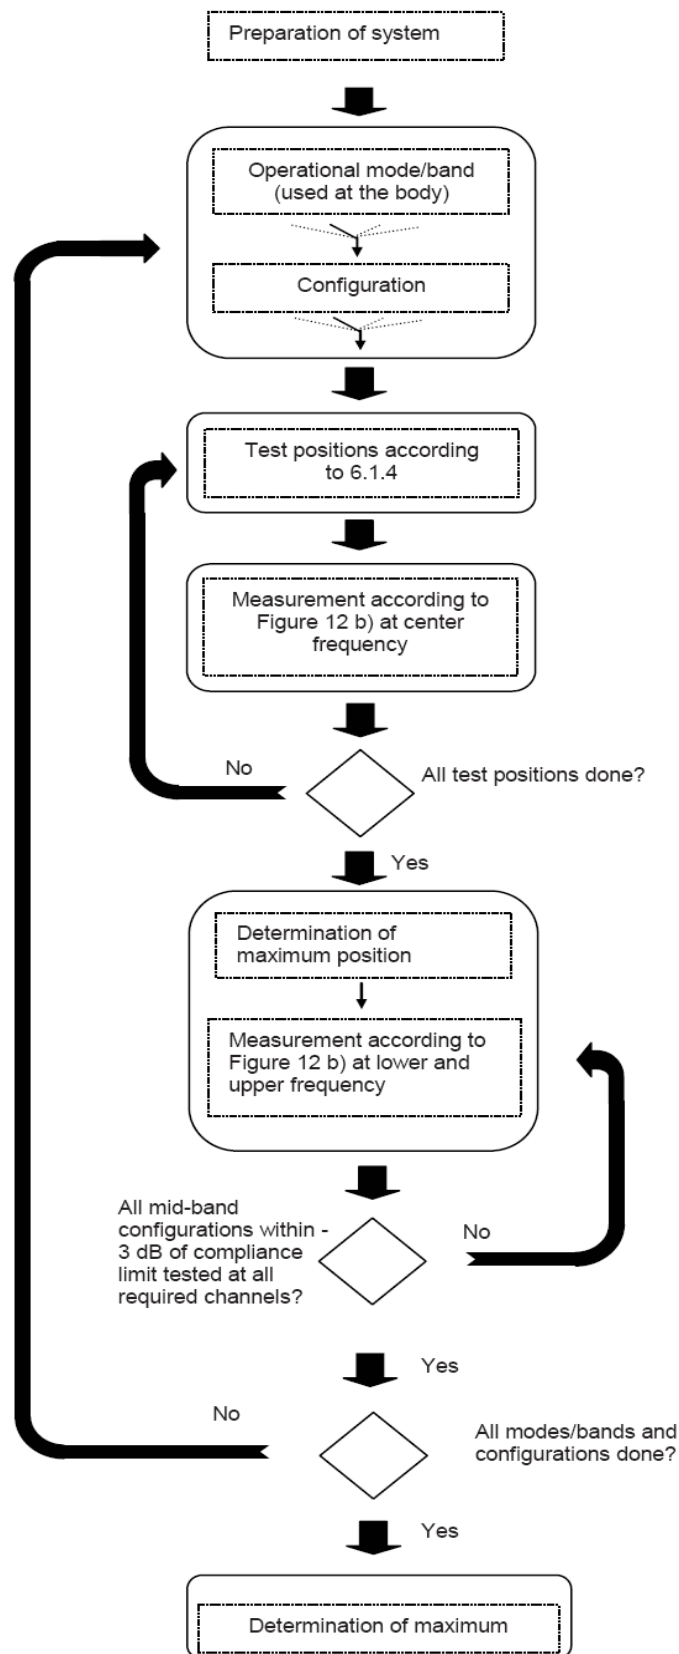 Preparation of system
Operational mode/band
(used at the body)
Configuration
Test positions according
to 6.1.4
Measurement according to
Figure 12 b) at center
frequency
No
All test positions done?
Yes
Determination of
maximum position
Measurement according to
Figure 12 b) at lower and
upper frequency
All mid-band
configurations within -
3 dB of compliance
limit tested at all
required channels?
No
Yes
No
All modes/bands and
configurations done?
Yes
Determination of maximum